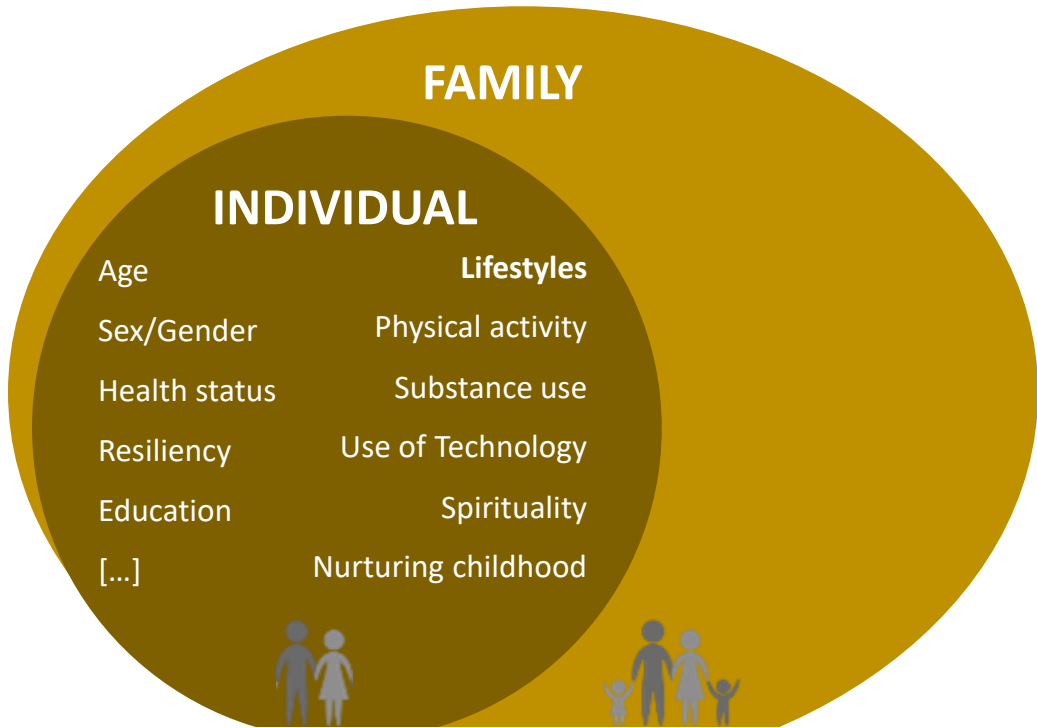 FAMILY
INDIVIDUAL
Age
Sex/Gender
Health status
Resiliency
Education
[…]
Lifestyles
Physical activity
Substance use
Use of Technology
Spirituality
Nurturing childhood